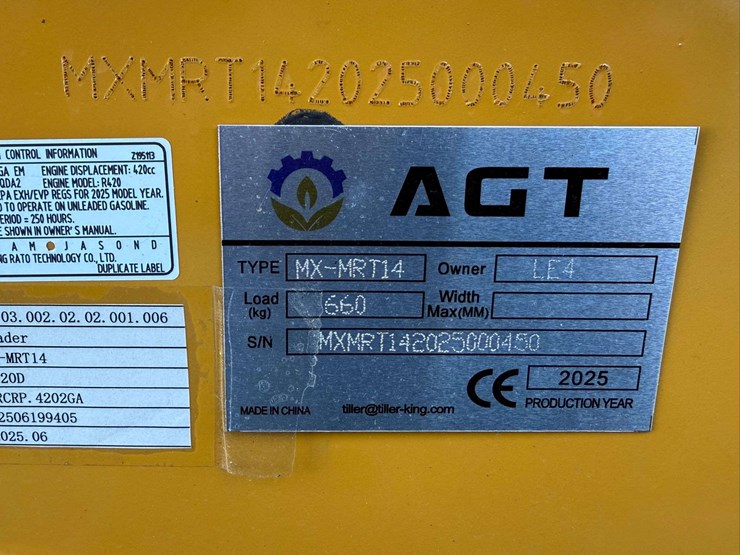 MXMRT142025000450
CONTROL INFORMATION Z195113
GA EM ENGINE DISPLACEMENT: 420cc
QDA2 ENGINE MODEL: R420
PA EXH/EVP REGS FOR 2025 MODEL YEAR.
TO OPERATE ON UNLEADED GASOLINE.
ERIOD = 250 HOURS.
E SHOWN IN OWNER'S MANUAL.
A M J A S O N D
NG RATO TECHNOLOGY CO., LTD.
DUPLICATE LABEL
03.002.02.02.001.006
ader
-MRT14
20D
RCRP.4202GA
2506199405
025.06
AGT
TYPE MX-MRT14 Owner LE4
Load (kg) 660 Width Max(MM)
S/N MXMRT142025000450
CE 2025
MADE IN CHINA tiller@tiller-king.com PRODUCTION YEAR